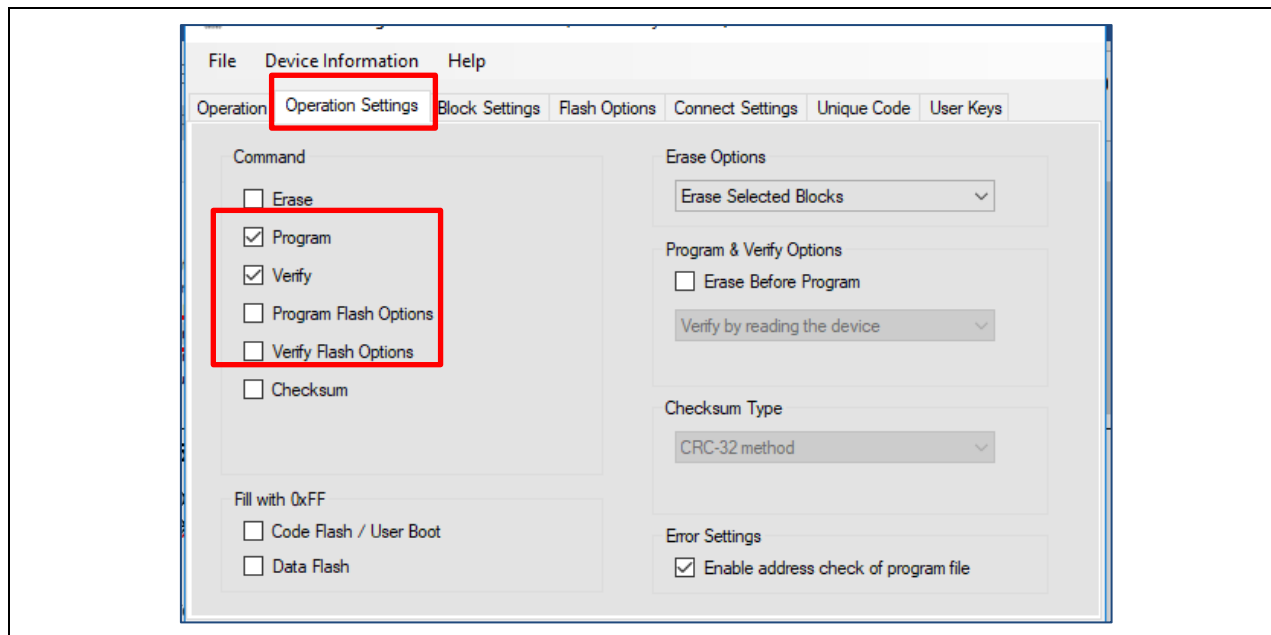 File Device Information Help
Operation Operation Settings Block Settings Flash Options Connect Settings Unique Code User Keys
Command
Erase
Program
Verify
Program Flash Options
Verify Flash Options
Checksum
Fill with 0xFF
Code Flash / User Boot
Data Flash
Erase Options
Erase Selected Blocks
Program & Verify Options
Erase Before Program
Verify by reading the device
Checksum Type
CRC-32 method
Error Settings
Enable address check of program file